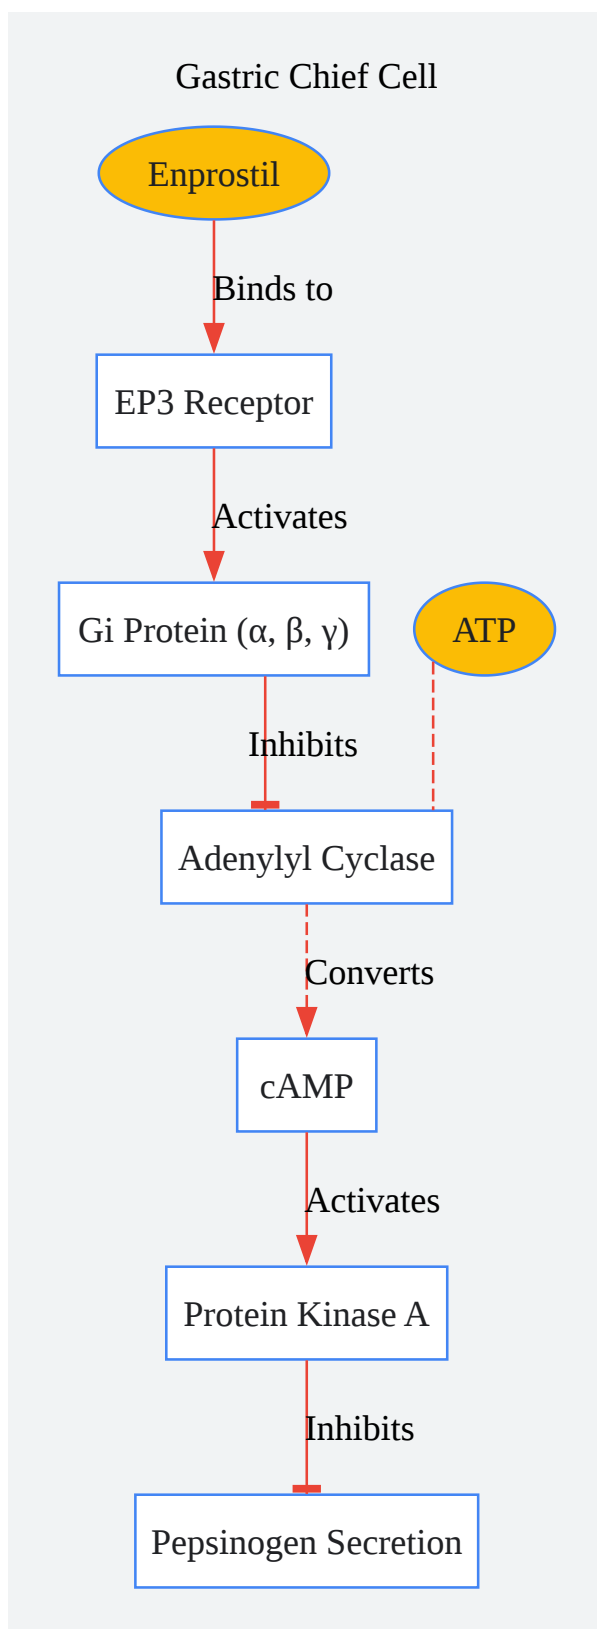 Gastric Chief Cell
Enprostil
Binds to
EP3 Receptor
Activates
Gi Protein (α, β, γ)
ATP
Inhibits
Adenylyl Cyclase
Converts
cAMP
Activates
Protein Kinase A
Inhibits
Pepsinogen Secretion